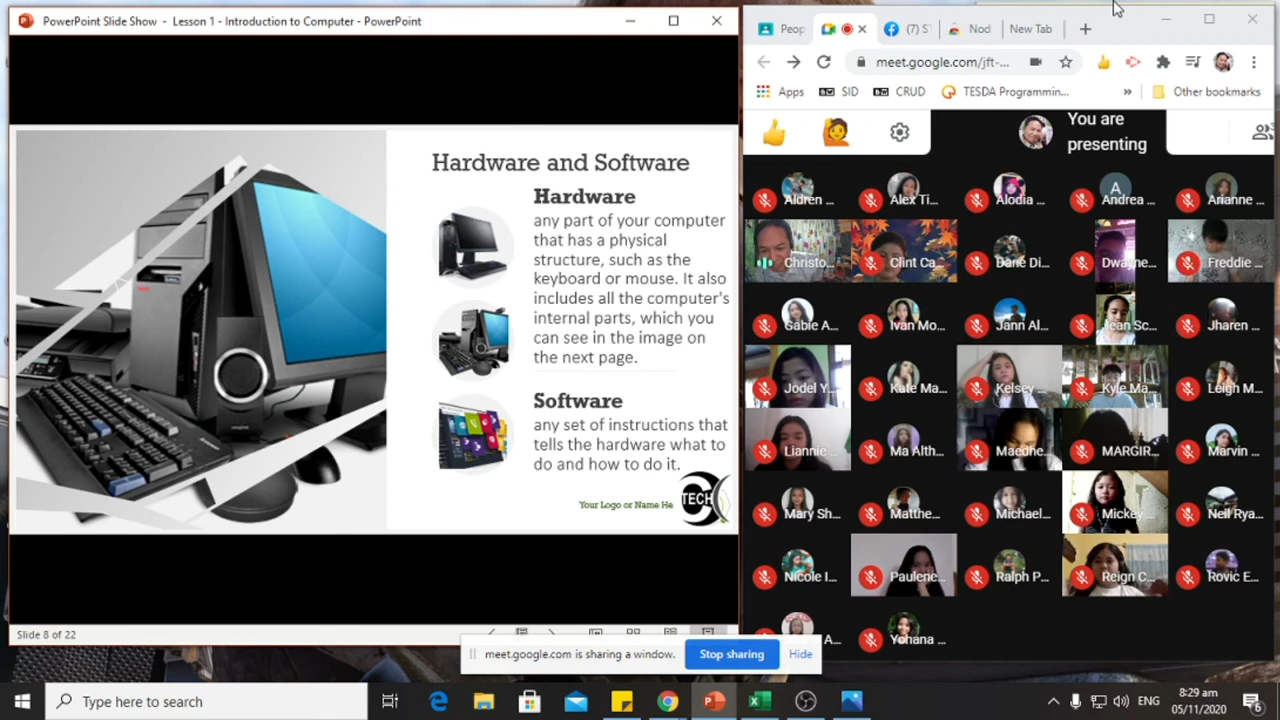 PowerPoint Slide Show - Lesson 1 - Introduction to Computer - PowerPoint
Hardware and Software
Hardware
any part of your computer
that has a physical
structure, such as the
keyboard or mouse. It also
includes all the computer's
internal parts, which you
can see in the image on
the next page.
Software
any set of instructions that
tells the hardware what to
do and how to do it.
Your Logo or Name He
TECH
Slide 8 of 22
Peop
(7) ST
Nod
New Tab
meet.google.com/jft-...
Apps
SID
CRUD
TESDA Programmin...
»
Other bookmarks
You are
presenting
Aldren ...
Alex Ti...
Alodia ...
A
Andrea ...
Arianne ...
Christo...
Clint Ca...
Dane Di...
Dwayne...
Freddie ...
Gabie A...
Ivan Mo...
Jann Al...
Jean Sc...
Jharen ...
Jodel Y...
Kate Ma...
Kelsey ...
Kyle Ma...
Leigh M...
Liannie ...
Ma Alth...
Maedhe...
MARGIR...
Marvin ...
Mary Sh...
Matthe...
Michael...
Mickey ...
Neil Rya...
Nicole I...
Paulene...
Ralph P...
Reign C...
Rovic E...
A...
Yohana ...
meet.google.com is sharing a window.
Stop sharing
Hide
Type here to search
ENG
8:29 am
05/11/2020
6